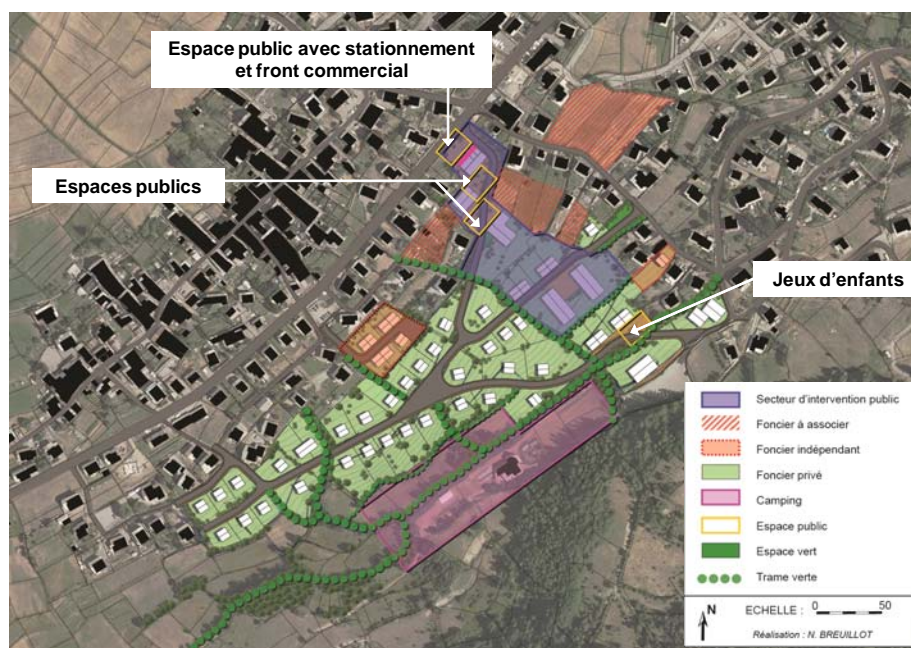 Espace public avec stationnement
et front commercial
Espaces publics
Jeux d'enfants
Secteur d'intervention public
Foncier à associer
Foncier indépendant
Foncier privé
Camping
Espace public
Espace vert
Trame verte
N
ECHELLE : 0 50
Réalisation : N. BREUILLOT